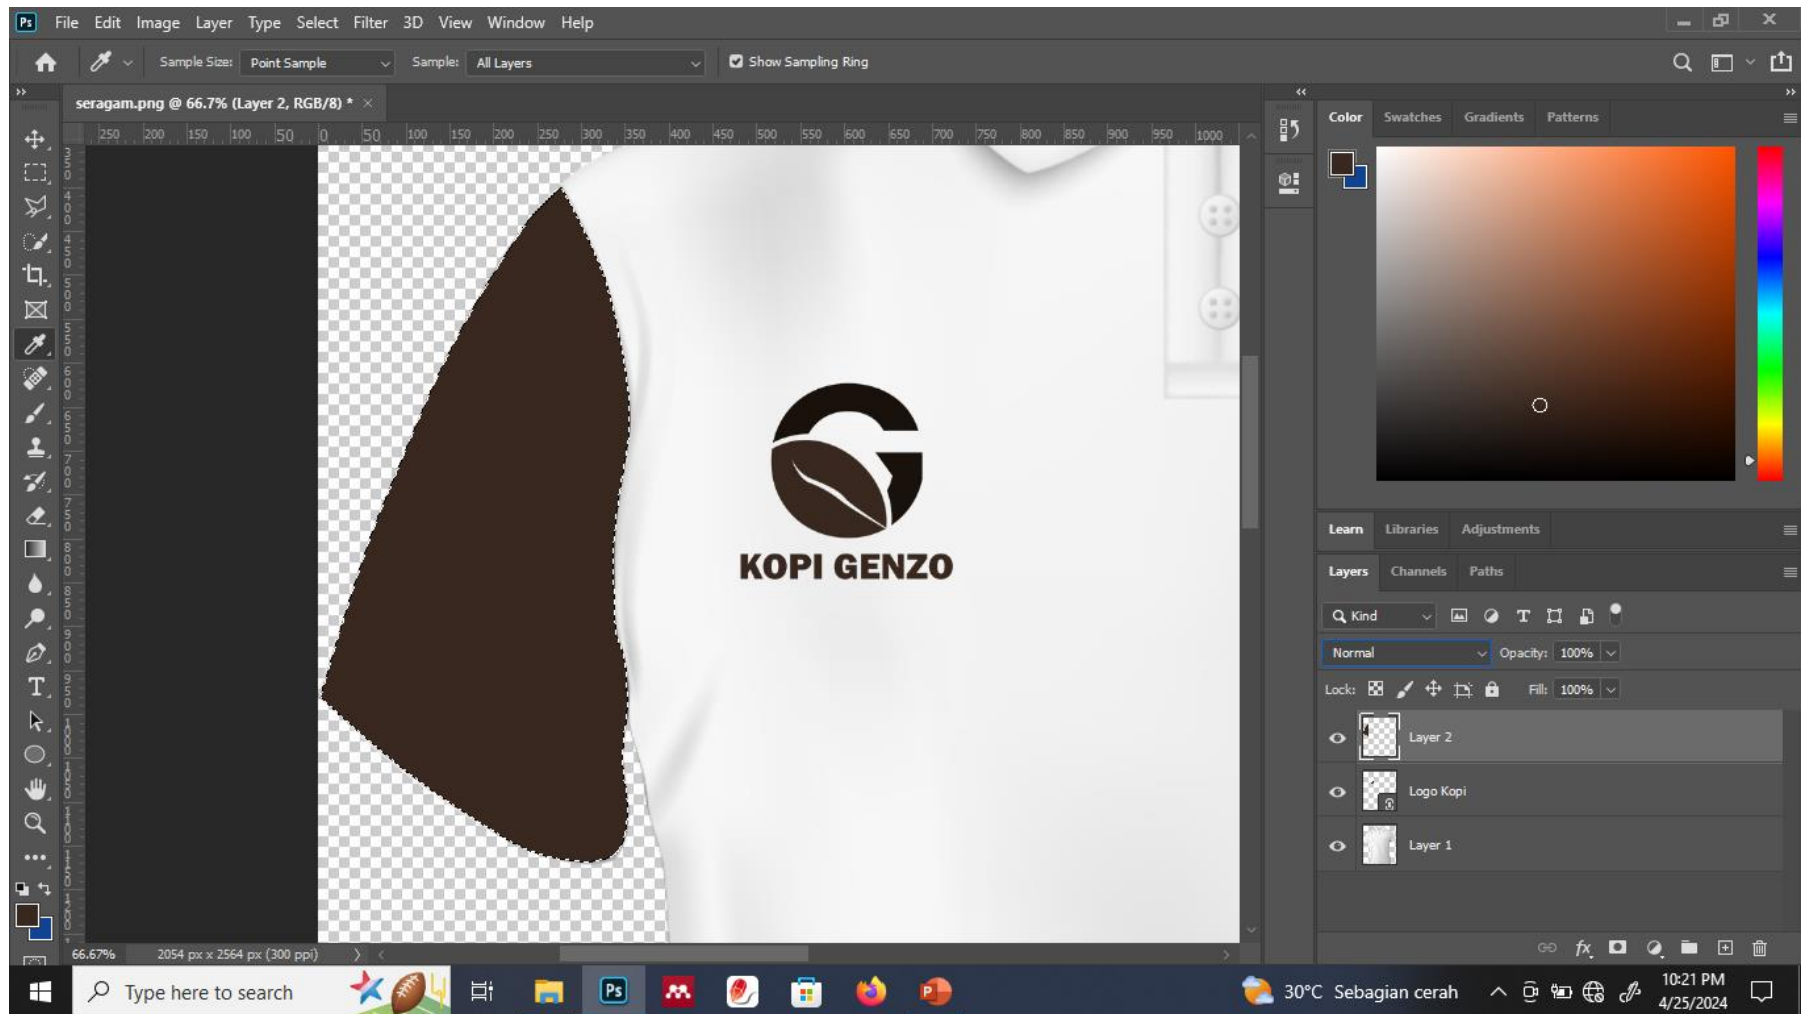 Ps File Edit Image Layer Type Select Filter 3D View Window Help
Sample Size: Point Sample Sample: All Layers Show Sampling Ring
seragam.png @ 66.7% (Layer 2, RGB/8) * ×
250 200 150 100 50 0 50 100 150 200 250 300 350 400 450 500 550 600 650 700 750 800 850 900 950 1000
KOPI GENZO
66.67% 2054 px x 2564 px (300 ppi)
Color Swatches Gradients Patterns
Learn Libraries Adjustments
Layers Channels Paths
Kind
Normal Opacity: 100%
Lock: Fill: 100%
Layer 2
Logo Kopi
Layer 1
fx
Type here to search
Ps
30°C Sebagian cerah
10:21 PM
4/25/2024